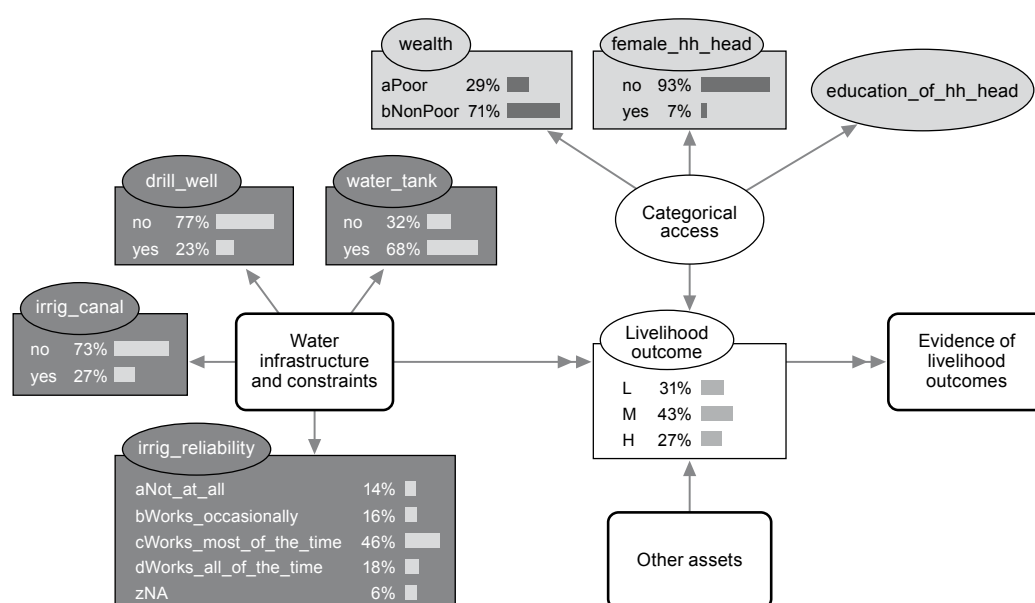 wealth
aPoor 29%
bNonPoor 71%
female_hh_head
no 93%
yes 7%
education_of_hh_head
drill_well
no 77%
yes 23%
water_tank
no 32%
yes 68%
Categorical
access
irrig_canal
no 73%
yes 27%
Water
infrastructure
and constraints
Livelihood
outcome
L 31%
M 43%
H 27%
Evidence of
livelihood
outcomes
irrig_reliability
aNot_at_all 14%
bWorks_occasionally 16%
cWorks_most_of_the_time 46%
dWorks_all_of_the_time 18%
zNA 6%
Other assets